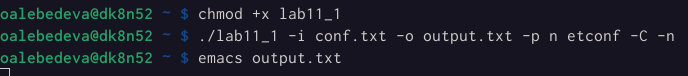 oalebedeva@dk8n52 ~ $ chmod +x lab11_1
oalebedeva@dk8n52 ~ $ ./lab11_1 -i conf.txt -o output.txt -p n etconf -C -n
oalebedeva@dk8n52 ~ $ emacs output.txt